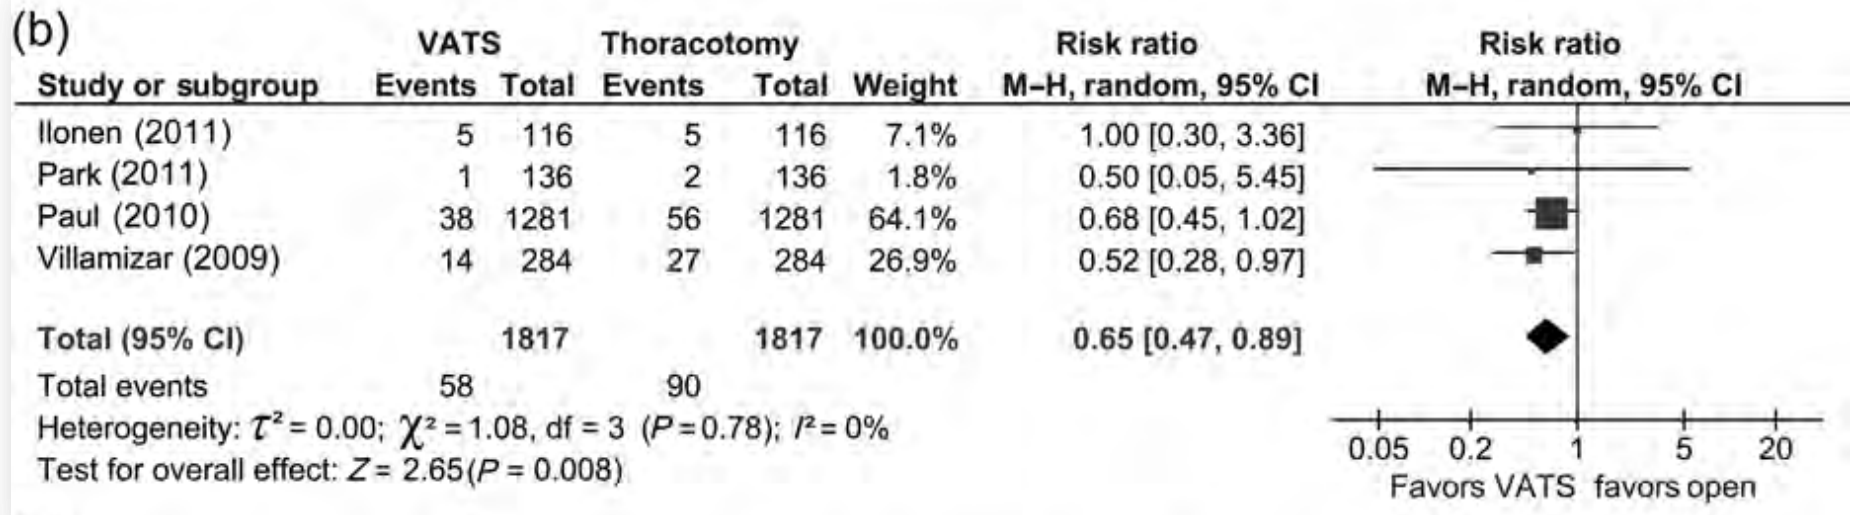 (b)
VATS Thoracotomy Risk ratio Risk ratio
Study or subgroup Events Total Events Total Weight M–H, random, 95% CI M–H, random, 95% CI
Ilonen (2011) 5 116 5 116 7.1% 1.00 [0.30, 3.36]
Park (2011) 1 136 2 136 1.8% 0.50 [0.05, 5.45]
Paul (2010) 38 1281 56 1281 64.1% 0.68 [0.45, 1.02]
Villamizar (2009) 14 284 27 284 26.9% 0.52 [0.28, 0.97]
Total (95% CI) 1817 1817 100.0% 0.65 [0.47, 0.89]
Total events 58 90
Heterogeneity: τ² = 0.00; χ² = 1.08, df = 3 (P = 0.78); I² = 0%
Test for overall effect: Z = 2.65(P = 0.008)
0.05 0.2 1 5 20
Favors VATS favors open